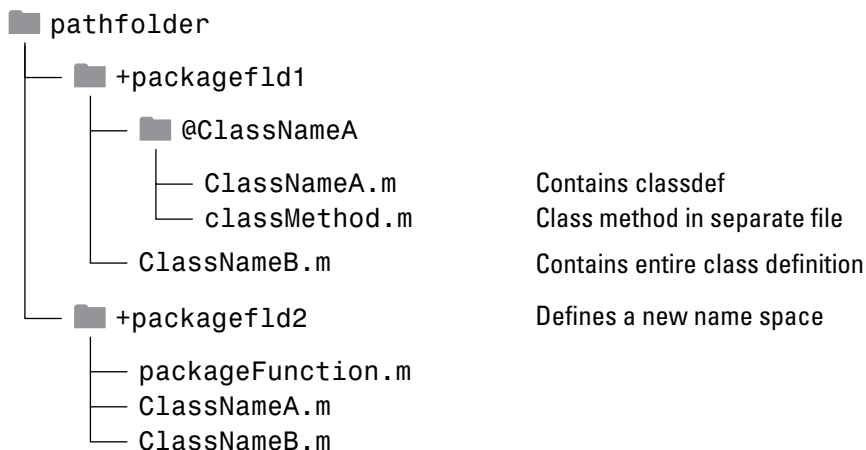 pathfolder
+packagefld1
@ClassNameA
ClassNameA.m Contains classdef
classMethod.m Class method in separate file
ClassNameB.m Contains entire class definition
+packagefld2 Defines a new name space
packageFunction.m
ClassNameA.m
ClassNameB.m